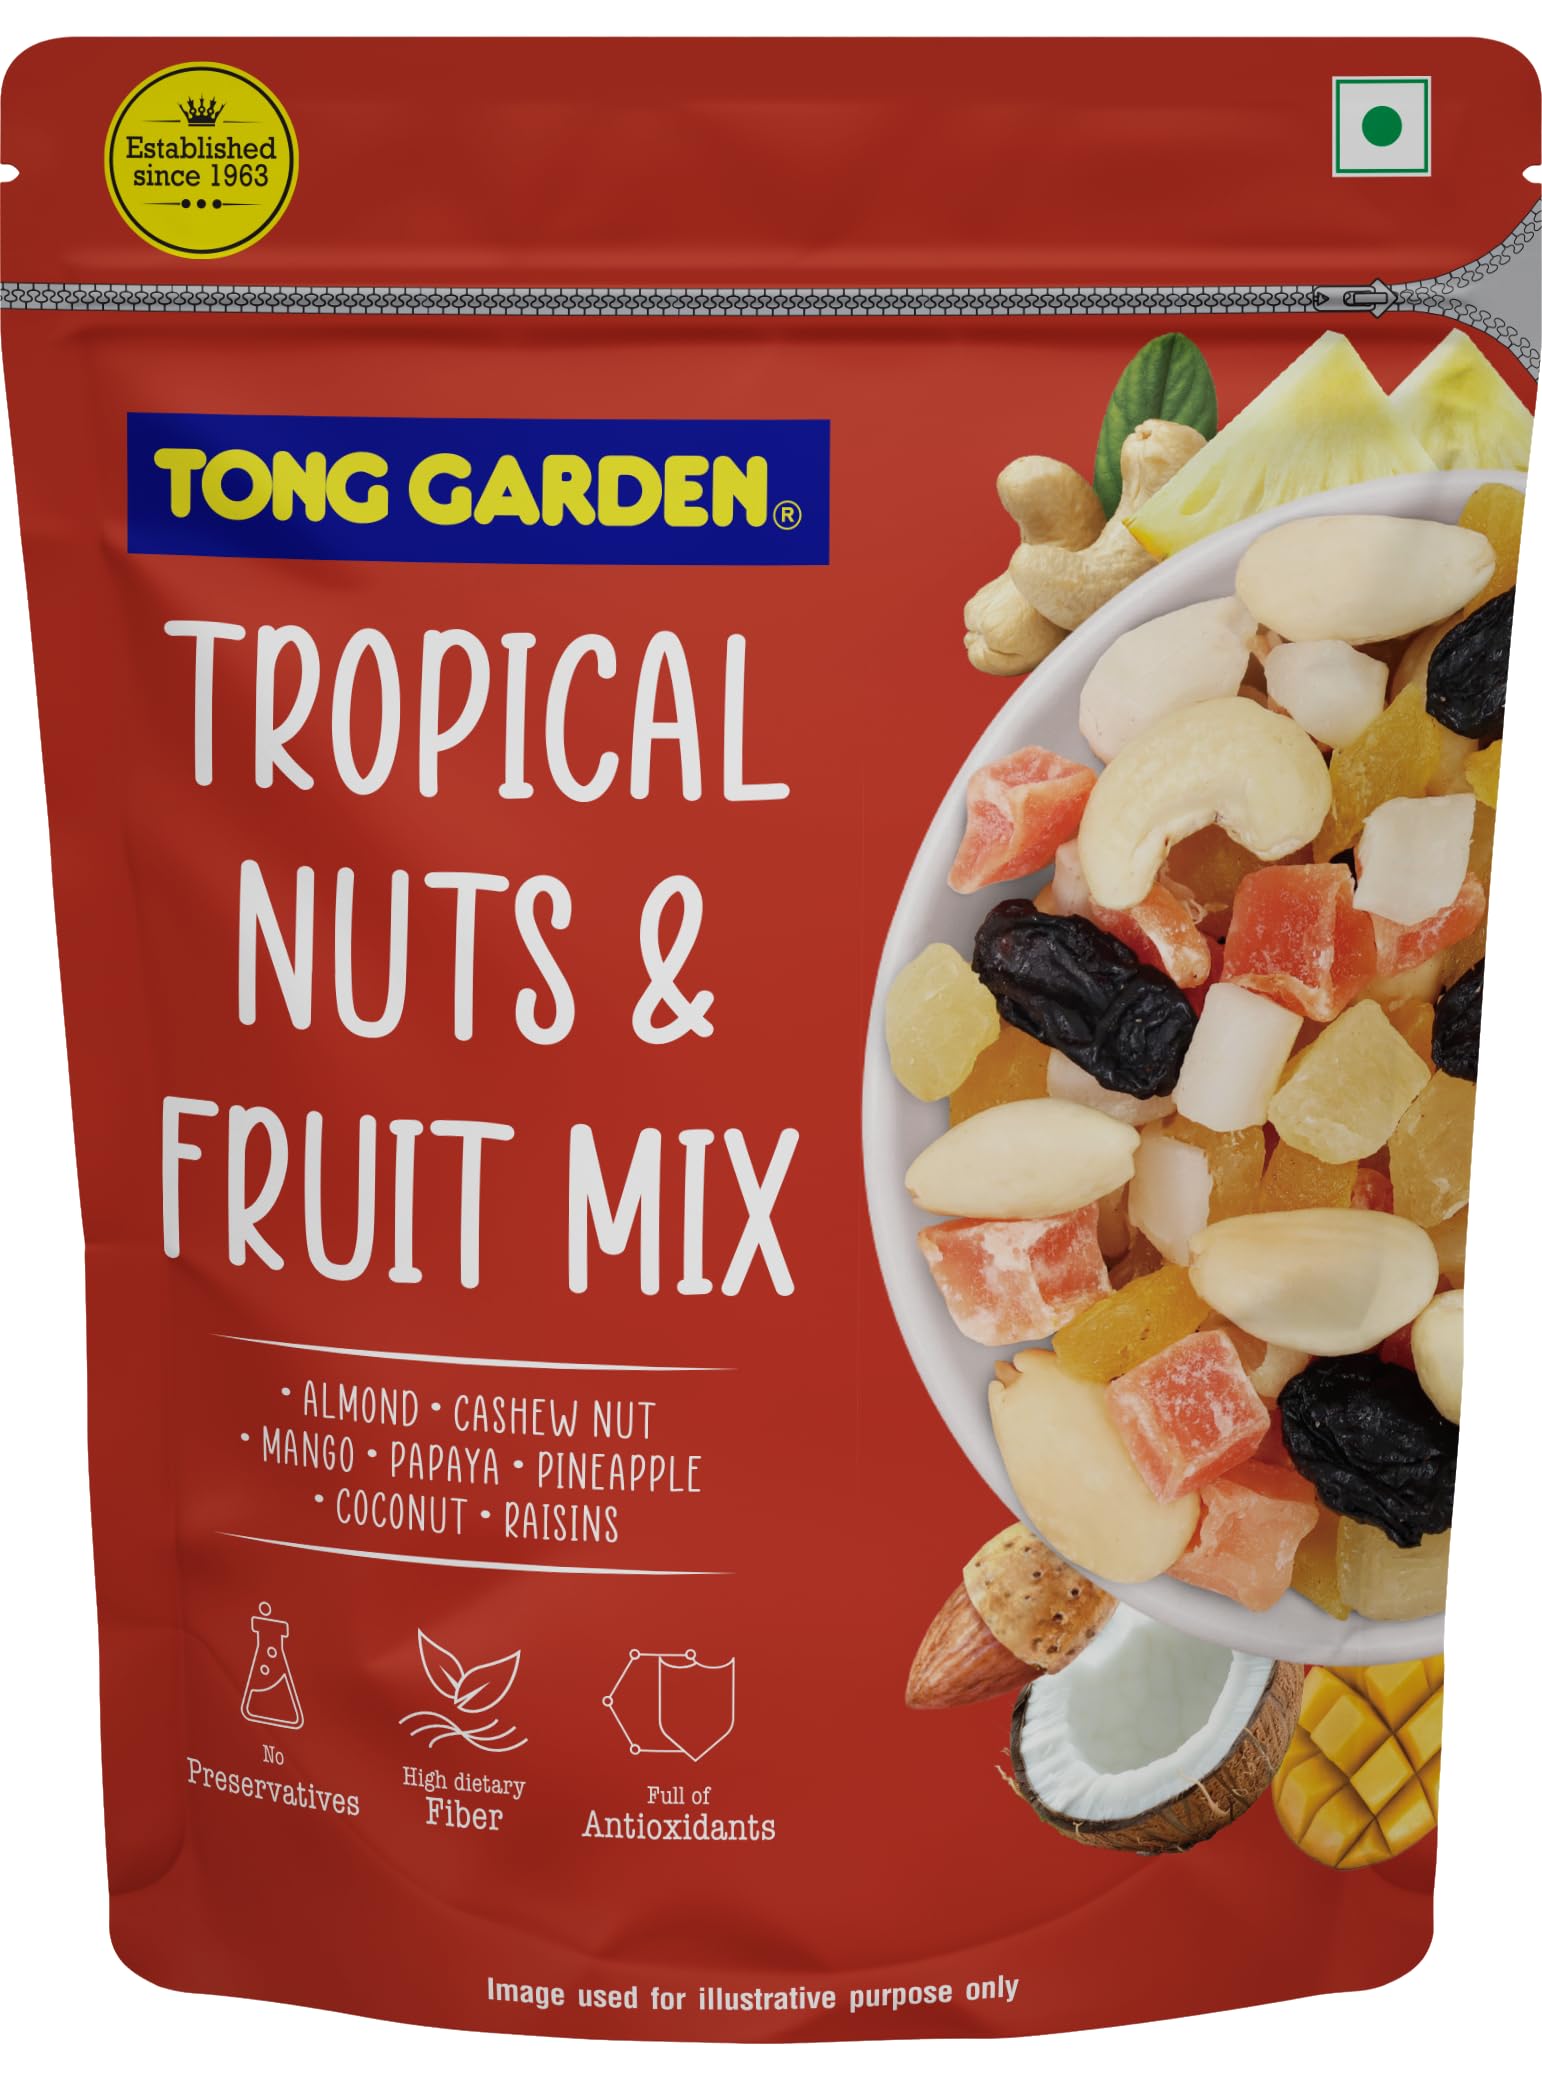 Established
since 1963
TONG GARDEN®
TROPICAL
NUTS &
FRUIT MIX
• ALMOND • CASHEW NUT
• MANGO • PAPAYA • PINEAPPLE
• COCONUT • RAISINS
No
Preservatives
High dietary
Fiber
Full of
Antioxidants
Image used for illustrative purpose only